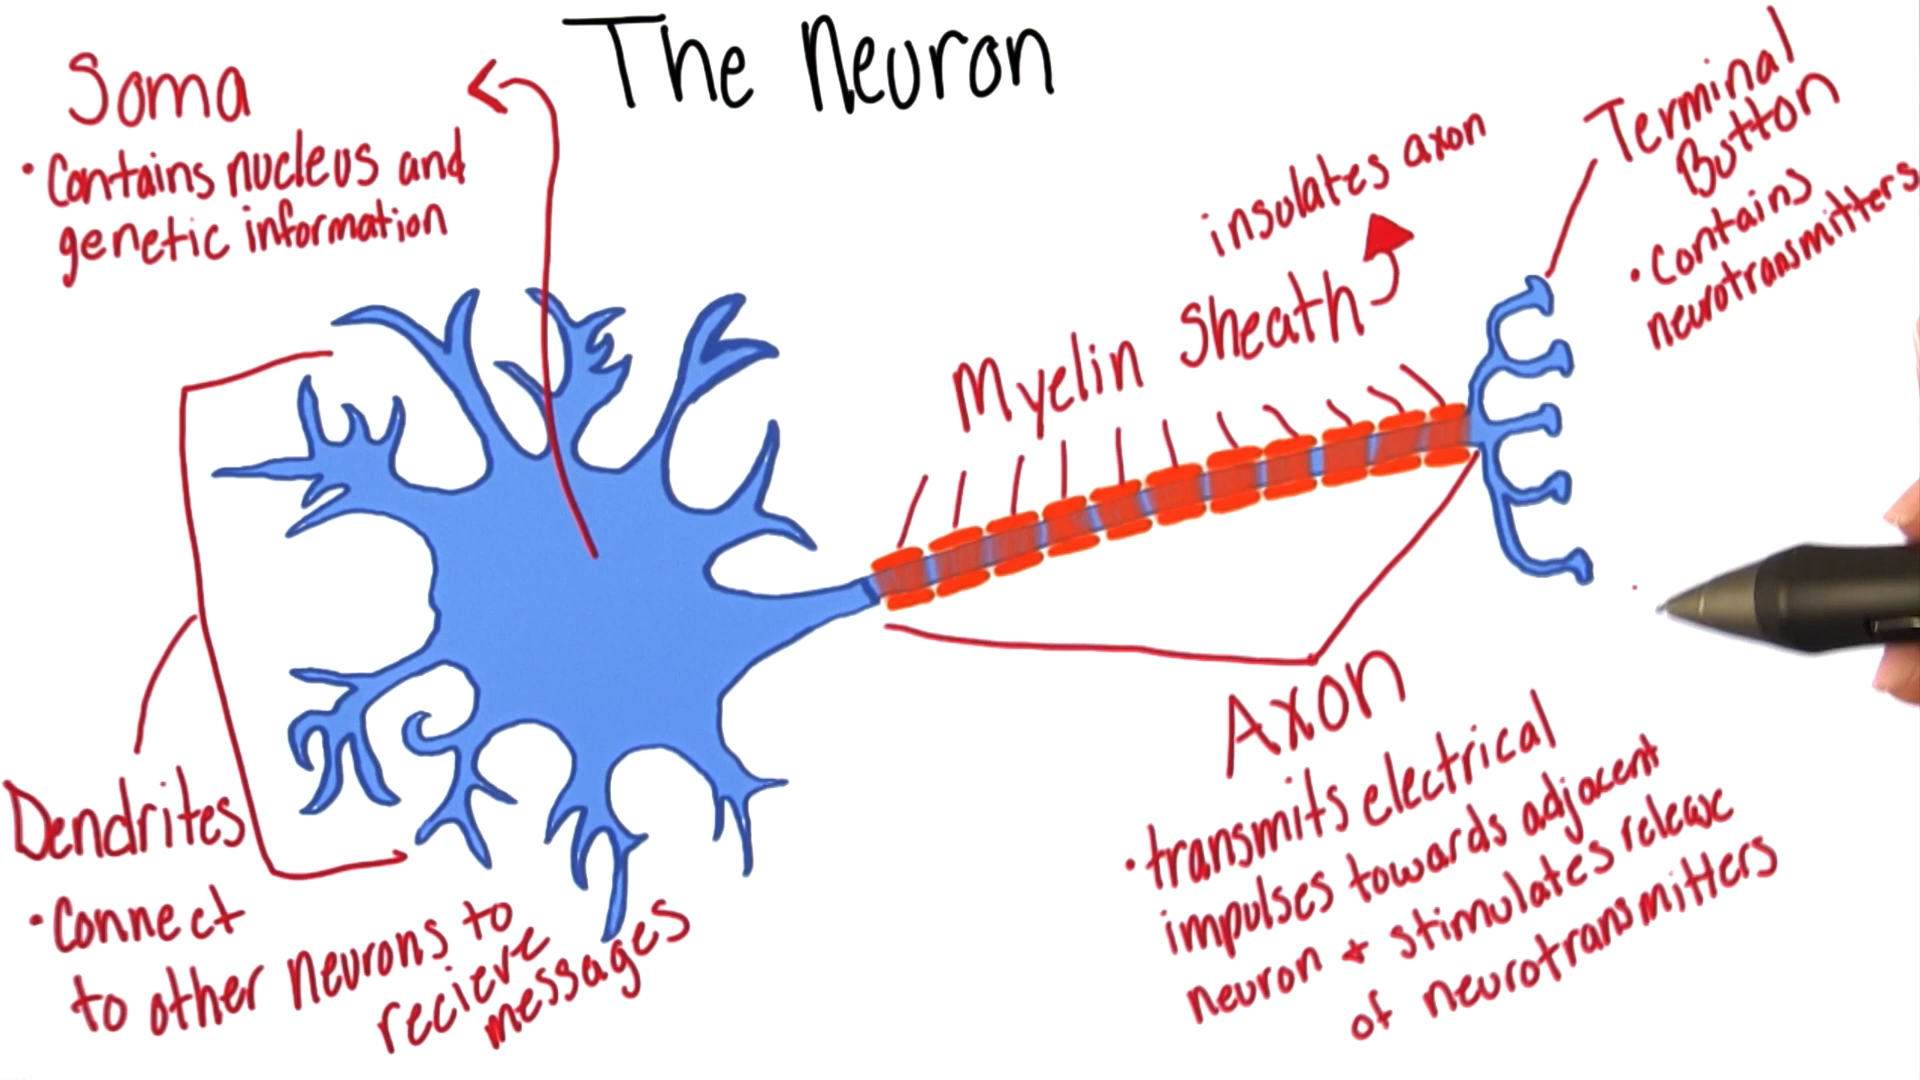 The Neuron
Soma
• Contains nucleus and
genetic information
Dendrites
• Connect
to other neurons to
recieve
messages
insulates axon
Myelin Sheath
Terminal
Button
• Contains
neurotransmitters
Axon
• transmits electrical
impulses towards adjacent
neuron + stimulates release
of neurotransmitters